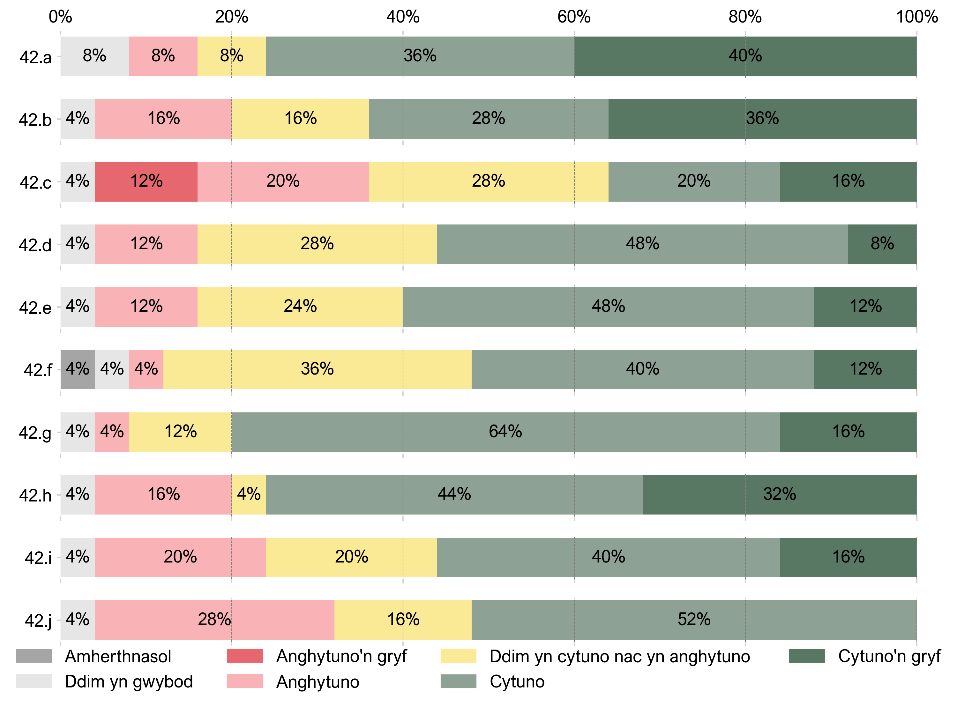 0% 20% 40% 60% 80% 100%
42.a 8% 8% 8% 36% 40%
42.b 4% 16% 16% 28% 36%
42.c 4% 12% 20% 28% 20% 16%
42.d 4% 12% 28% 48% 8%
42.e 4% 12% 24% 48% 12%
42.f 4% 4% 4% 36% 40% 12%
42.g 4% 4% 12% 64% 16%
42.h 4% 16% 4% 44% 32%
42.i 4% 20% 20% 40% 16%
42.j 4% 28% 16% 52%
Amherthnasol Anghytuno'n gryf Ddim yn cytuno nac yn anghytuno Cytuno'n gryf
Ddim yn gwybod Anghytuno Cytuno